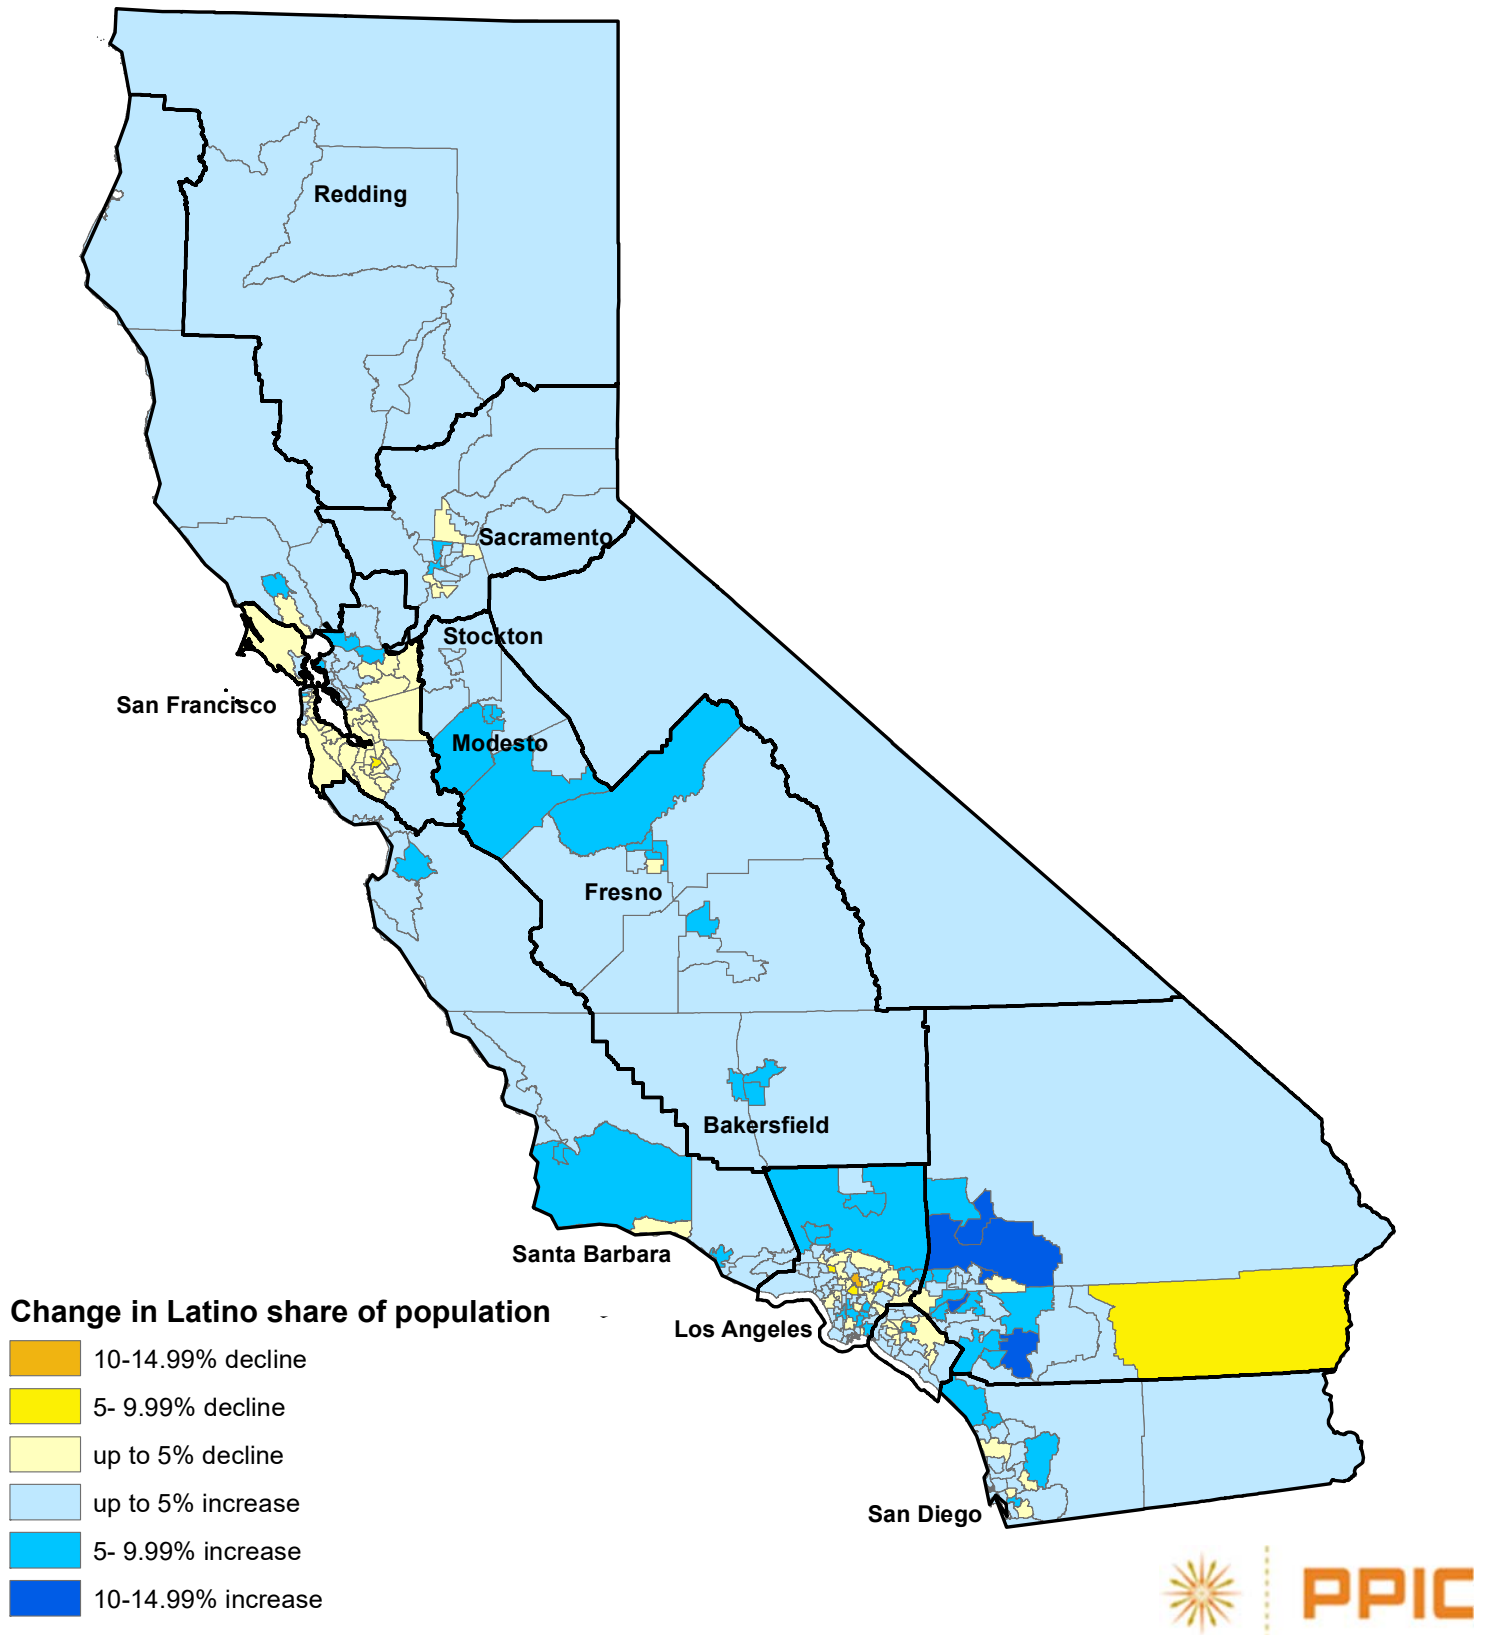 Redding
Sacramento
Stockton
San Francisco
Modesto
Fresno
Bakersfield
Santa Barbara
Los Angeles
San Diego
Change in Latino share of population
10-14.99% decline
5- 9.99% decline
up to 5% decline
up to 5% increase
5- 9.99% increase
10-14.99% increase
PPIC